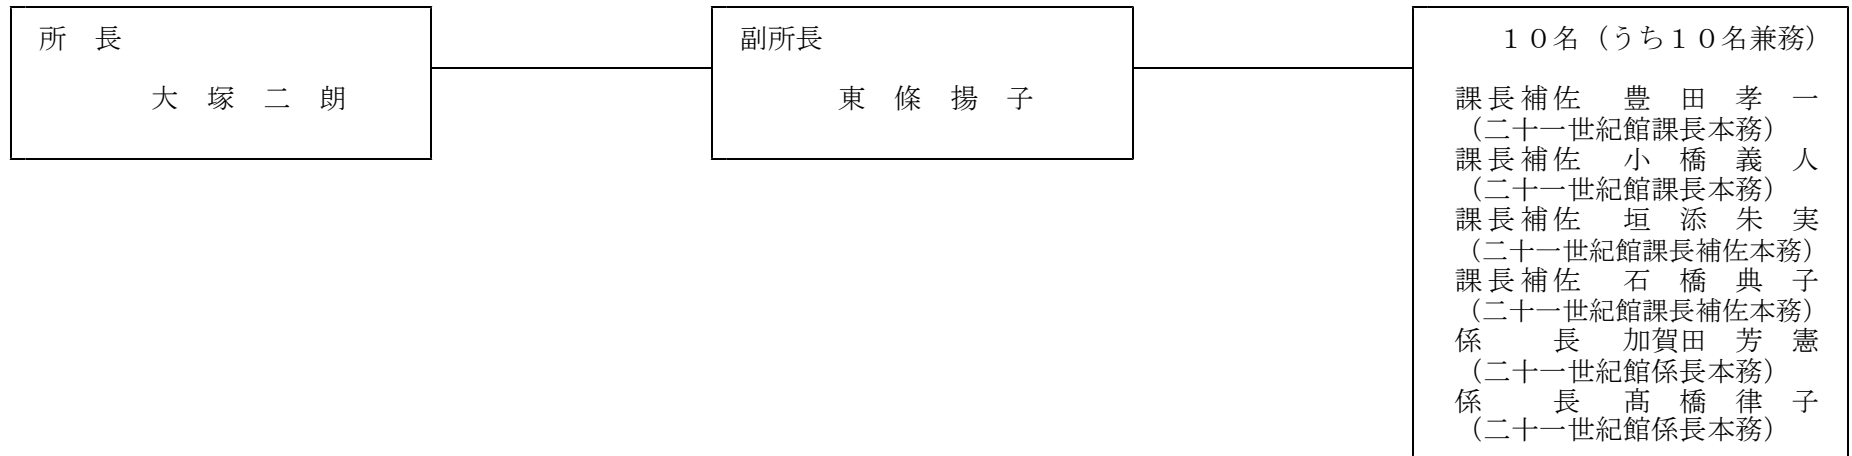 所　長
大　塚　二　朗
副所長
東　條　揚　子
１０名（うち１０名兼務）
課長補佐　豊　田　孝　一
（二十一世紀館課長本務）
課長補佐　小　橋　義　人
（二十一世紀館課長本務）
課長補佐　垣　添　朱　実
（二十一世紀館課長補佐本務）
課長補佐　石　橋　典　子
（二十一世紀館課長補佐本務）
係　　長　加賀田　芳　憲
（二十一世紀館係長本務）
係　　長　髙　橋　律　子
（二十一世紀館係長本務）